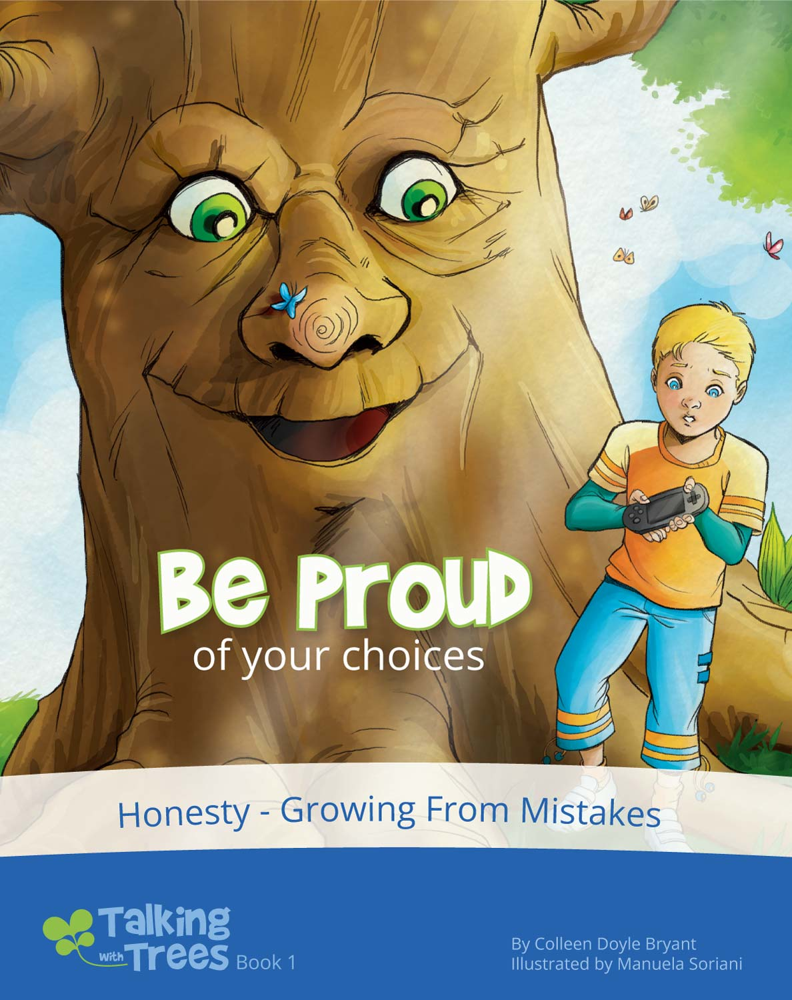 Be Proud
of your choices
Honesty - Growing From Mistakes
Talking
with Trees Book 1
By Colleen Doyle Bryant
Illustrated by Manuela Soriani